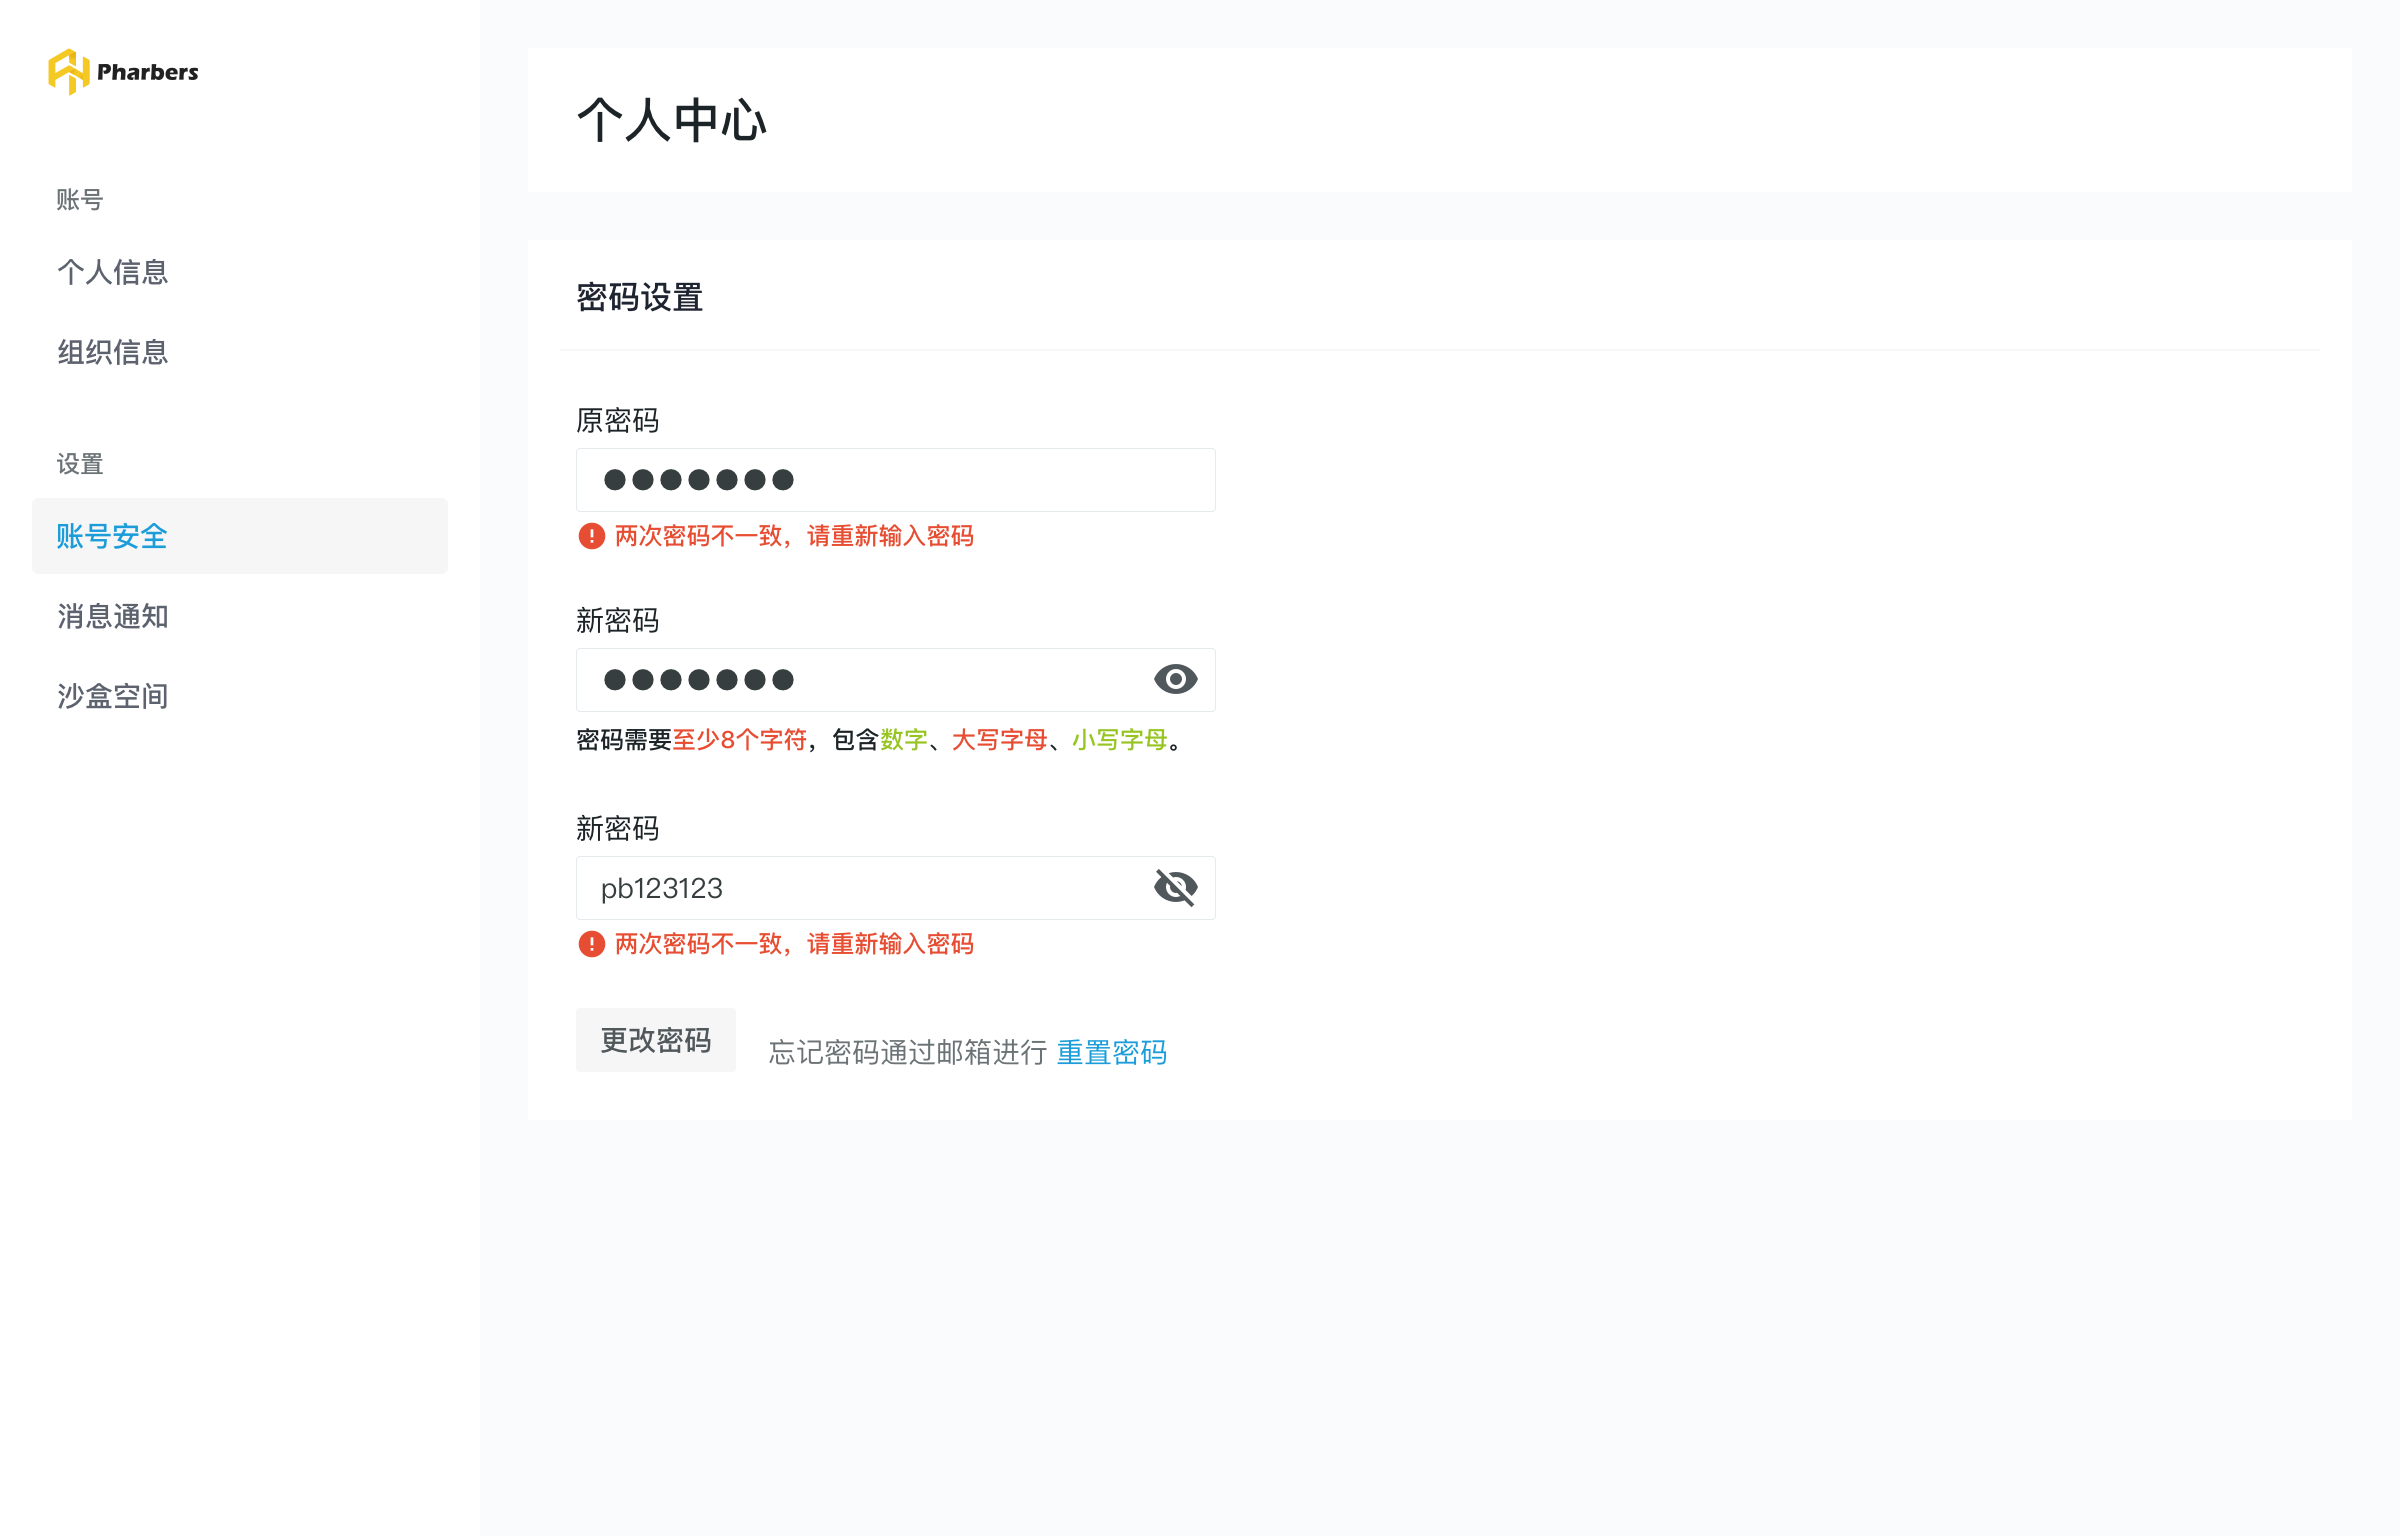 Pharbers
账号
个人信息
组织信息
设置
账号安全
消息通知
沙盒空间
个人中心
密码设置
原密码
●●●●●●●
两次密码不一致，请重新输入密码
新密码
●●●●●●●
密码需要至少8个字符，包含数字、大写字母、小写字母。
新密码
pb123123
两次密码不一致，请重新输入密码
更改密码
忘记密码通过邮箱进行 重置密码